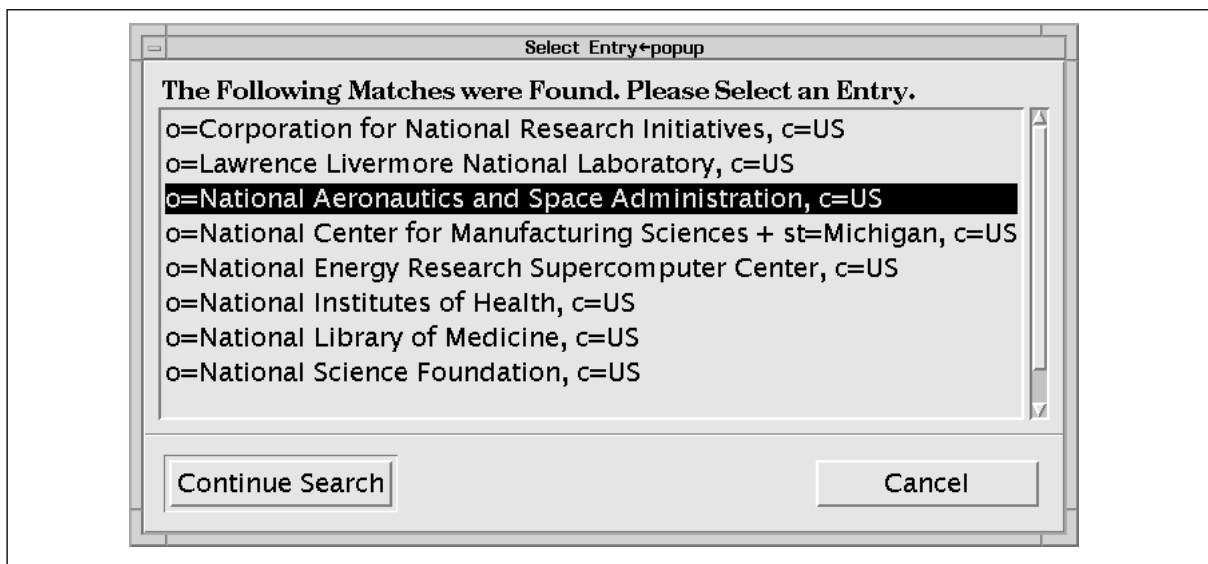 Select Entry←popup
The Following Matches were Found. Please Select an Entry.
o=Corporation for National Research Initiatives, c=US
o=Lawrence Livermore National Laboratory, c=US
o=National Aeronautics and Space Administration, c=US
o=National Center for Manufacturing Sciences + st=Michigan, c=US
o=National Energy Research Supercomputer Center, c=US
o=National Institutes of Health, c=US
o=National Library of Medicine, c=US
o=National Science Foundation, c=US
Continue Search Cancel